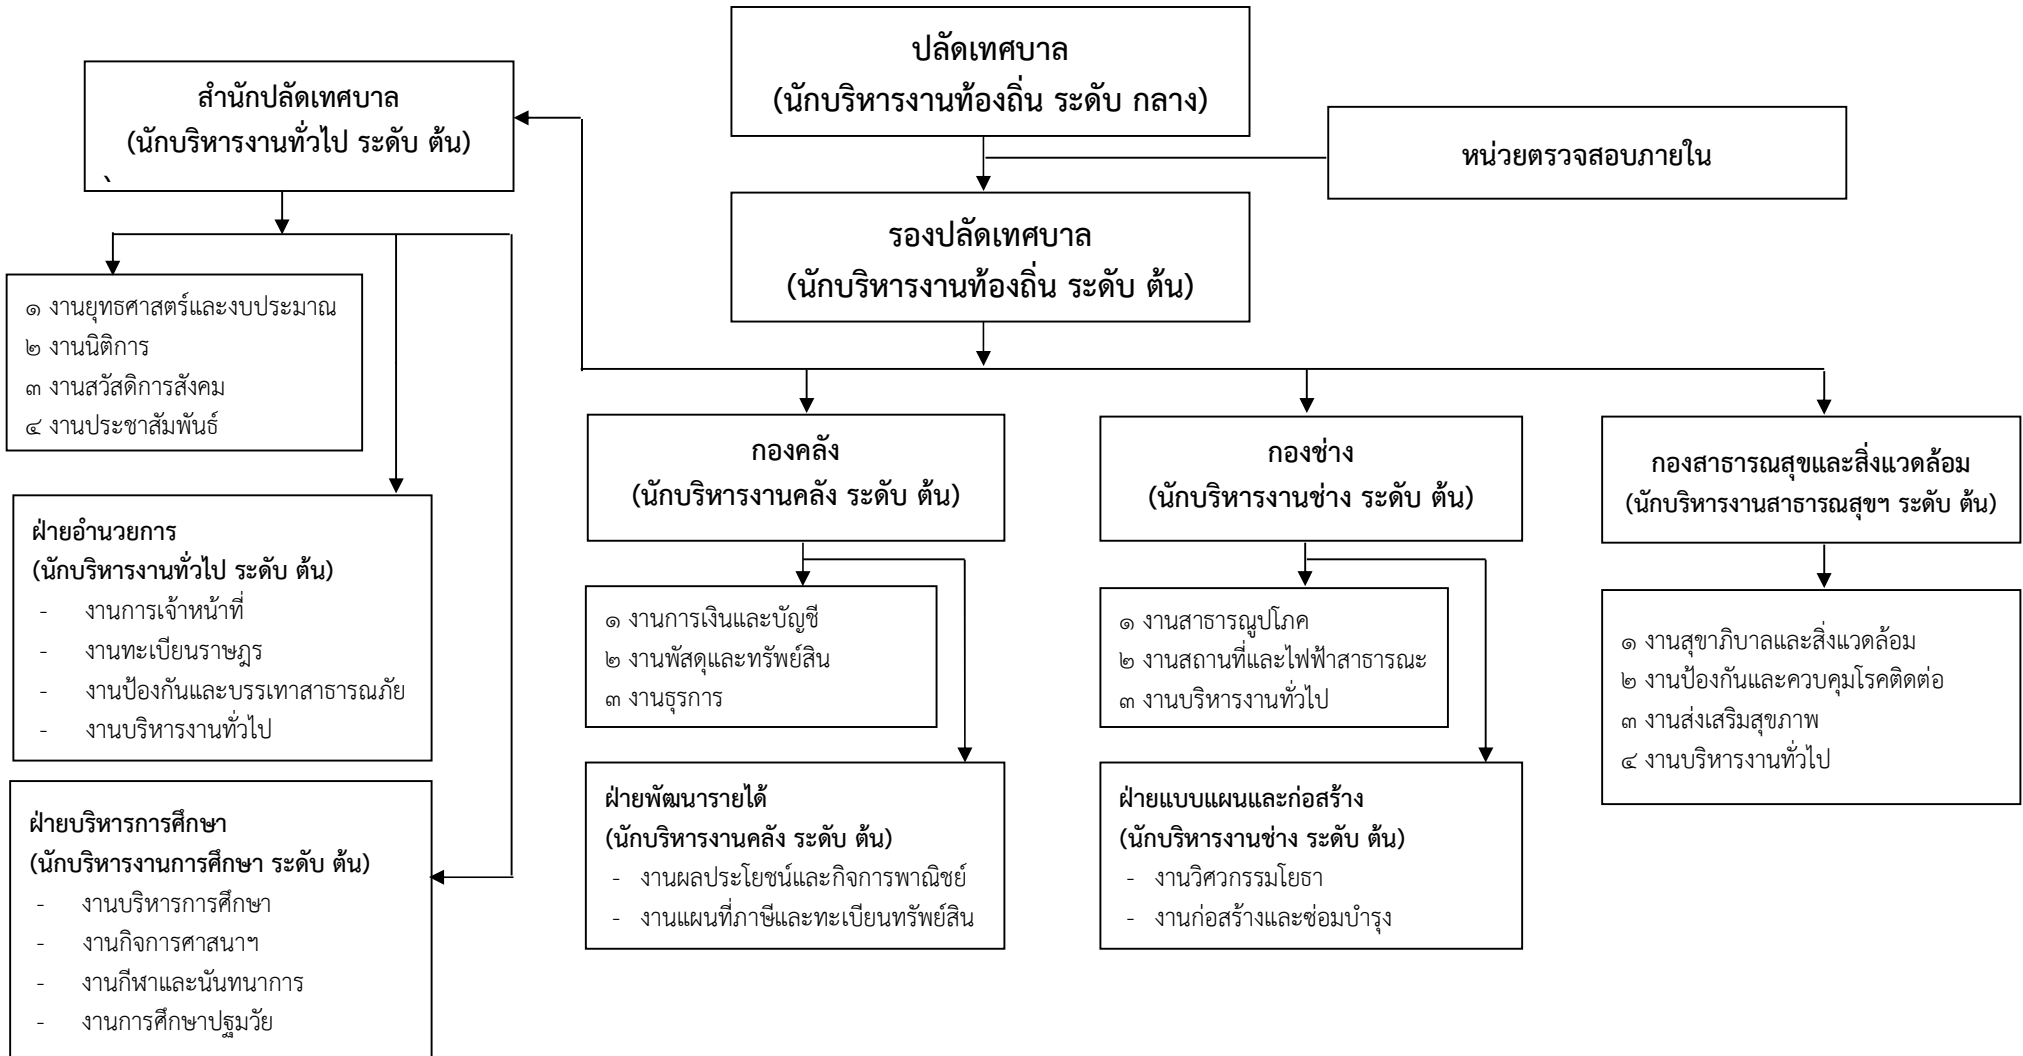 ปลัดเทศบาล
(นักบริหารงานท้องถิ่น ระดับ กลาง)
สำนักปลัดเทศบาล
(นักบริหารงานทั่วไป ระดับ ต้น)
หน่วยตรวจสอบภายใน
รองปลัดเทศบาล
(นักบริหารงานท้องถิ่น ระดับ ต้น)
๑ งานยุทธศาสตร์และงบประมาณ
๒ งานนิติการ
๓ งานสวัสดิการสังคม
๔ งานประชาสัมพันธ์
ฝ่ายอำนวยการ
(นักบริหารงานทั่วไป ระดับ ต้น)
- งานการเจ้าหน้าที่
- งานทะเบียนราษฎร
- งานป้องกันและบรรเทาสาธารณภัย
- งานบริหารงานทั่วไป
ฝ่ายบริหารการศึกษา
(นักบริหารงานการศึกษา ระดับ ต้น)
- งานบริหารการศึกษา
- งานกิจการศาสนาฯ
- งานกีฬาและนันทนาการ
- งานการศึกษาปฐมวัย
กองคลัง
(นักบริหารงานคลัง ระดับ ต้น)
๑ งานการเงินและบัญชี
๒ งานพัสดุและทรัพย์สิน
๓ งานธุรการ
ฝ่ายพัฒนารายได้
(นักบริหารงานคลัง ระดับ ต้น)
- งานผลประโยชน์และกิจการพาณิชย์
- งานแผนที่ภาษีและทะเบียนทรัพย์สิน
กองช่าง
(นักบริหารงานช่าง ระดับ ต้น)
๑ งานสาธารณูปโภค
๒ งานสถานที่และไฟฟ้าสาธารณะ
๓ งานบริหารงานทั่วไป
ฝ่ายแบบแผนและก่อสร้าง
(นักบริหารงานช่าง ระดับ ต้น)
- งานวิศวกรรมโยธา
- งานก่อสร้างและซ่อมบำรุง
กองสาธารณสุขและสิ่งแวดล้อม
(นักบริหารงานสาธารณสุขฯ ระดับ ต้น)
๑ งานสุขาภิบาลและสิ่งแวดล้อม
๒ งานป้องกันและควบคุมโรคติดต่อ
๓ งานส่งเสริมสุขภาพ
๔ งานบริหารงานทั่วไป